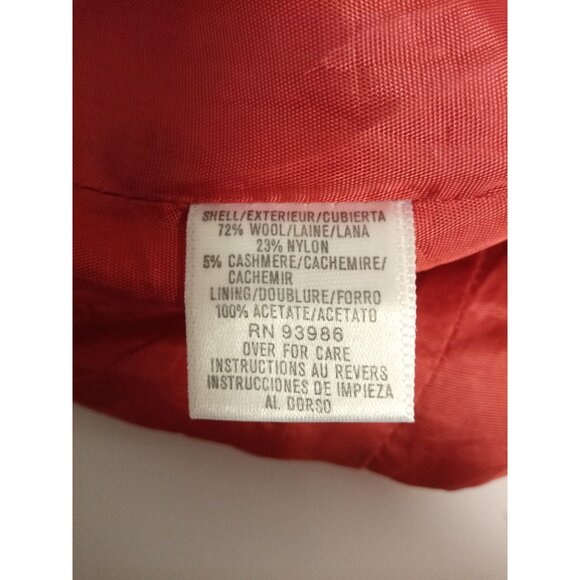 SHELL/EXTERIEUR/CUBIERTA
72% WOOL/LAINE/LANA
23% NYLON
5% CASHMERE/CACHEMIRE/
CACHEMIR
LINING/DOUBLURE/FORRO
100% ACETATE/ACETATO
RN 93986
OVER FOR CARE
INSTRUCTIONS AU REVERS
INSTRUCCIONES DE IMPIEZA
AL DORSO